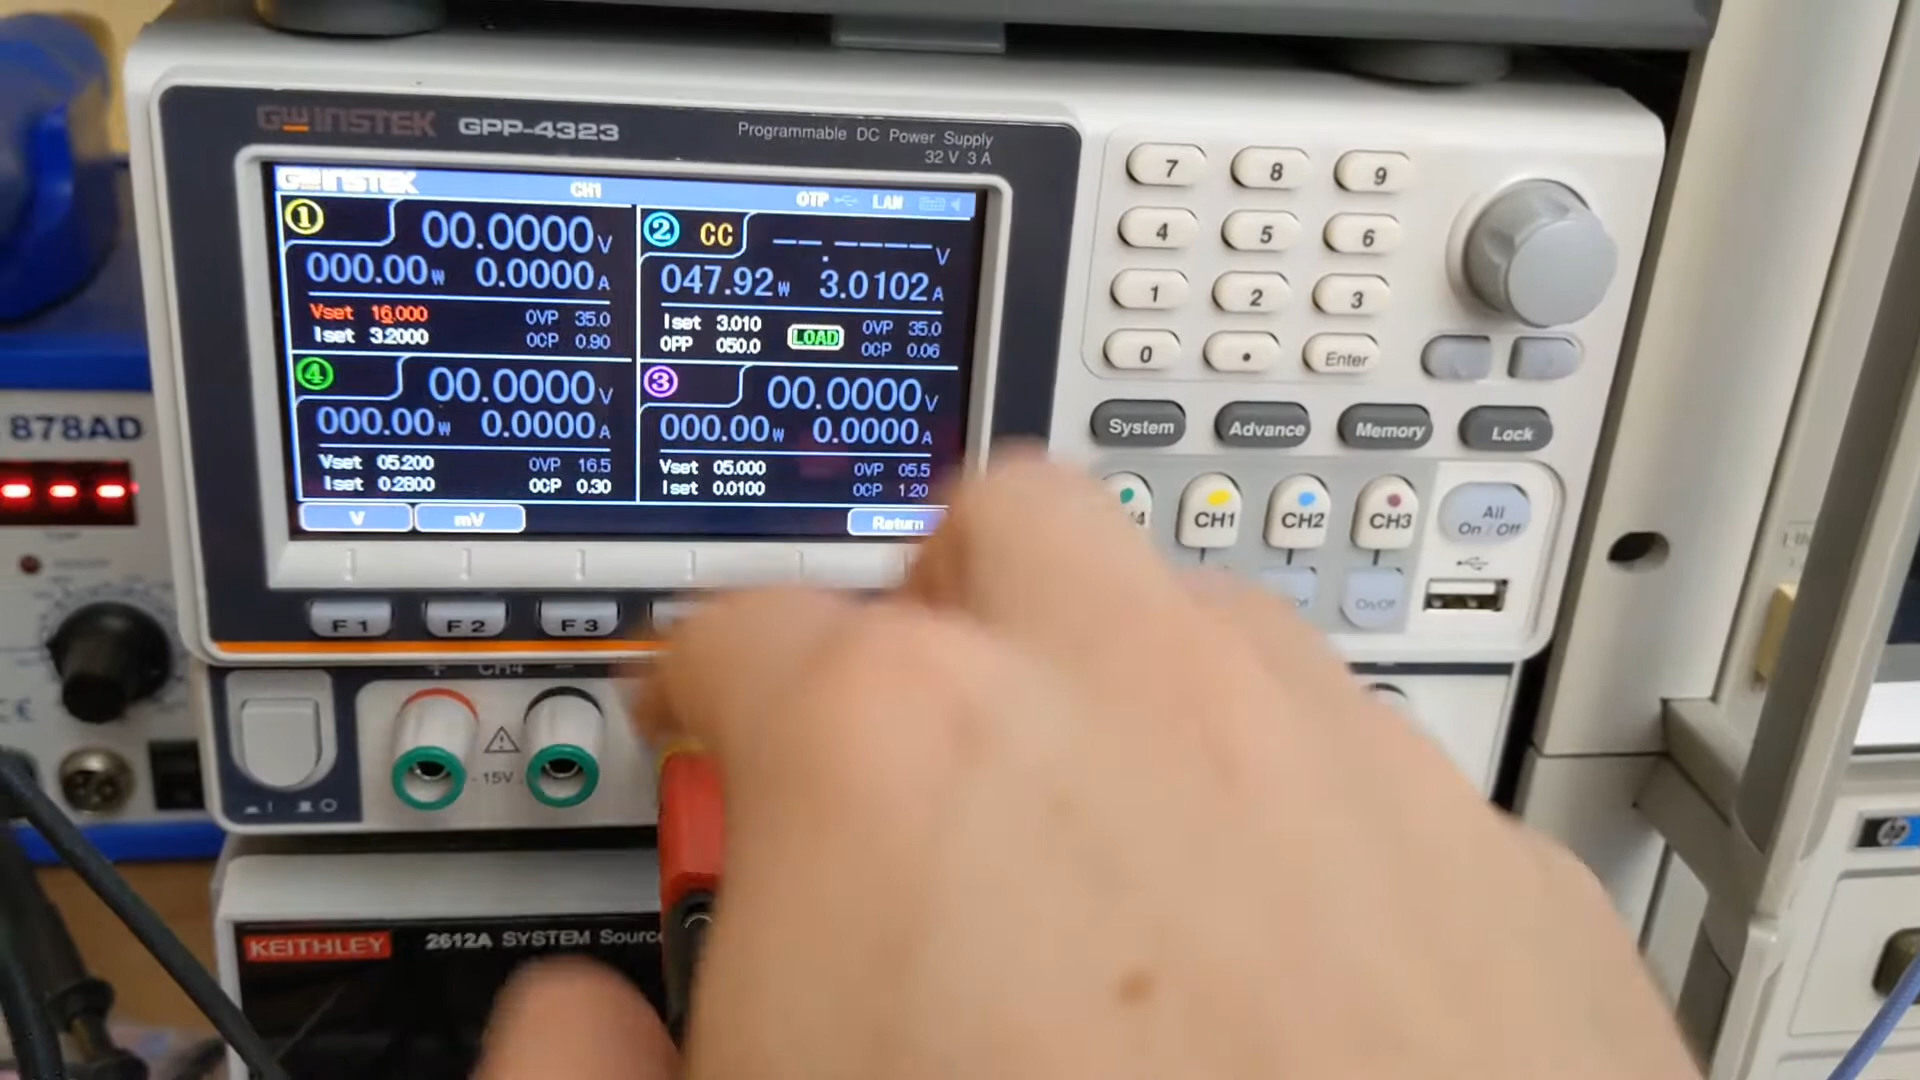 GWINSTEK GPP-4323
Programmable DC Power Supply
32 V 3 A
GWINSTEK CH1 OTP LAN
1 00.0000 V
000.00 W 0.0000 A
Vset 16.000 OVP 35.0
Iset 3.2000 OCP 0.90
2 CC -- . ---- V
047.92 W 3.0102 A
Iset 3.010 LOAD OVP 35.0
OPP 050.0 OCP 0.06
4 00.0000 V
000.00 W 0.0000 A
Vset 05.200 OVP 16.5
Iset 0.2800 OCP 0.30
3 00.0000 V
000.00 W 0.0000 A
Vset 05.000 OVP 05.5
Iset 0.0100 OCP 1.20
V mV Return
F1 F2 F3
7 8 9
4 5 6
1 2 3
0 . Enter
System Advance Memory Lock
CH1 CH2 CH3
All
On / Off
On/Off
+ CH4 -
- 15V -
878AD
CE
KEITHLEY 2612A SYSTEM
hp